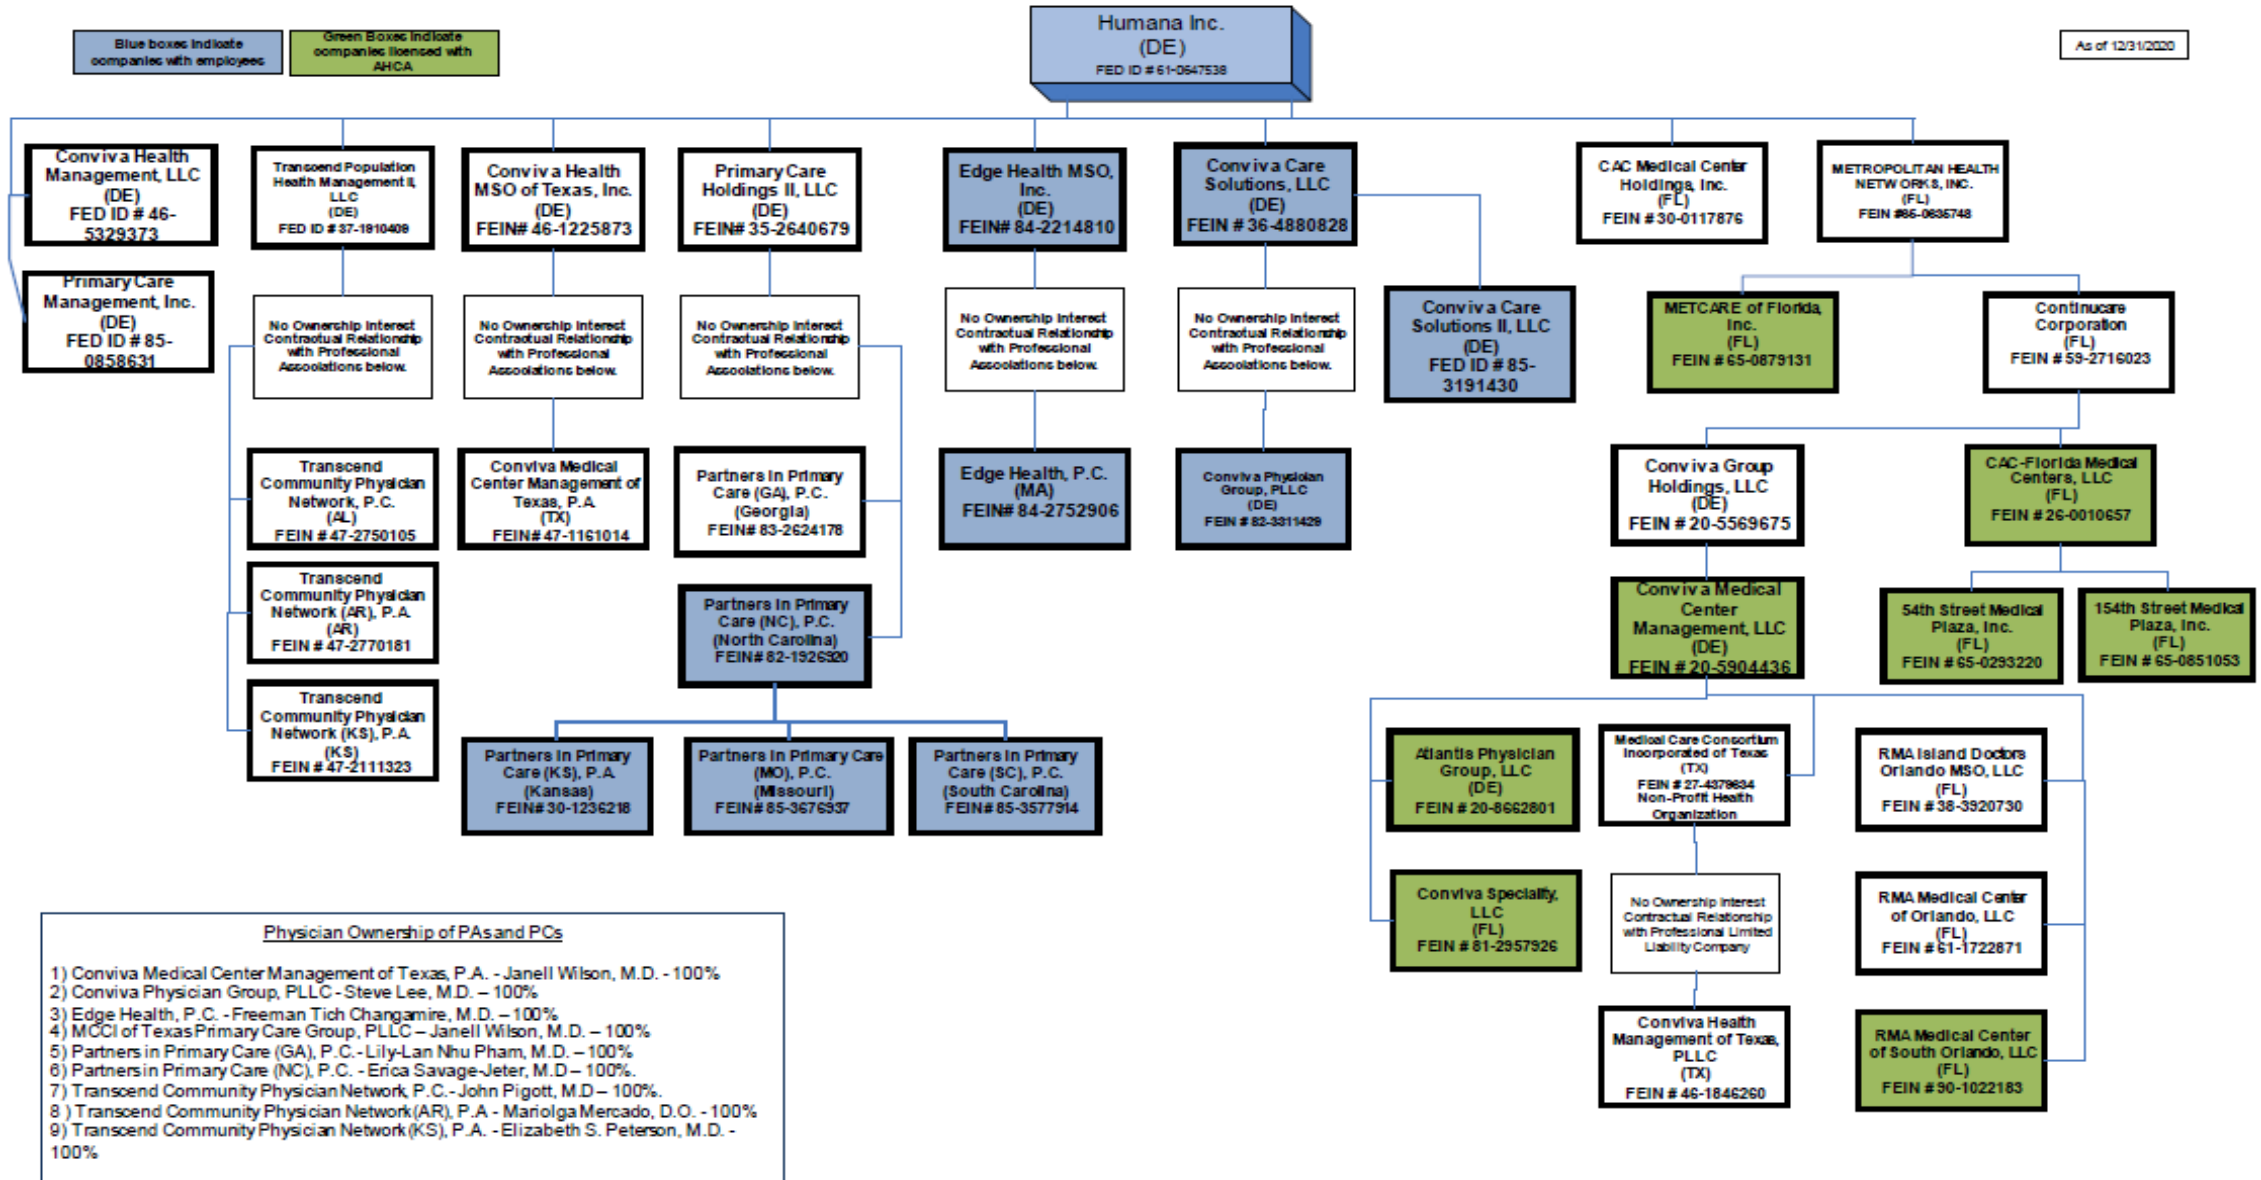 Humana Inc.
(DE)
FED ID # 61-0647538
Blue boxes Indicate
companies with employees
Green Boxes Indicate
companies licensed with
AHCA
As of 12/31/2020
Conviva Health
Management, LLC
(DE)
FED ID # 46-
5329373
Transcend Population
Health Management II,
LLC
(DE)
FED ID # 37-1910409
Conviva Health
MSO of Texas, Inc.
(DE)
FEIN# 46-1225873
Primary Care
Holdings II, LLC
(DE)
FEIN# 35-2640679
Edge Health MSO,
Inc.
(DE)
FEIN# 84-2214810
Conviva Care
Solutions, LLC
(DE)
FEIN # 36-4880828
CAC Medical Center
Holdings, Inc.
(FL)
FEIN # 30-0117876
METROPOLITAN HEALTH
NETWORKS, INC.
(FL)
FEIN #65-0635748
Primary Care
Management, Inc.
(DE)
FED ID # 85-
0858631
No Ownership Interest
Contractual Relationship
with Professional
Associations below.
No Ownership Interest
Contractual Relationship
with Professional
Associations below.
No Ownership Interest
Contractual Relationship
with Professional
Associations below.
No Ownership Interest
Contractual Relationship
with Professional
Associations below.
No Ownership Interest
Contractual Relationship
with Professional
Associations below.
Conviva Care
Solutions II, LLC
(DE)
FED ID # 85-
3191430
METCARE of Florida,
Inc.
(FL)
FEIN # 65-0879131
Continucare
Corporation
(FL)
FEIN # 59-2716023
Transcend
Community Physician
Network, P.C.
(AL)
FEIN # 47-2750105
Conviva Medical
Center Management of
Texas, P.A.
(TX)
FEIN# 47-1161014
Partners in Primary
Care (GA), P.C.
(Georgia)
FEIN# 83-2624178
Edge Health, P.C.
(MA)
FEIN# 84-2752906
Conviva Physician
Group, PLLC
(DE)
FEIN # 82-3311429
Conviva Group
Holdings, LLC
(DE)
FEIN # 20-5569675
CAC-Florida Medical
Centers, LLC
(FL)
FEIN # 26-0010657
Transcend
Community Physician
Network (AR), P.A.
(AR)
FEIN # 47-2770181
Partners In Primary
Care (NC), P.C.
(North Carolina)
FEIN# 82-1926920
Conviva Medical
Center
Management, LLC
(DE)
FEIN # 20-5904436
54th Street Medical
Plaza, Inc.
(FL)
FEIN # 65-0293220
154th Street Medical
Plaza, Inc.
(FL)
FEIN # 65-0851053
Transcend
Community Physician
Network (KS), P.A.
(KS)
FEIN # 47-2111323
Partners In Primary
Care (KS), P.A.
(Kansas)
FEIN# 30-1236218
Partners In Primary Care
(MO), P.C.
(Missouri)
FEIN# 85-3676937
Partners In Primary
Care (SC), P.C.
(South Carolina)
FEIN# 85-3577914
Atlantis Physician
Group, LLC
(DE)
FEIN # 20-8662801
Medical Care Consortium
Incorporated of Texas
(TX)
FEIN # 27-4379634
Non-Profit Health
Organization
RMA Island Doctors
Orlando MSO, LLC
(FL)
FEIN # 38-3920730
Conviva Speciality,
LLC
(FL)
FEIN # 81-2957926
No Ownership Interest
Contractual Relationship
with Professional Limited
Liability Company
RMA Medical Center
of Orlando, LLC
(FL)
FEIN # 61-1722871
Conviva Health
Management of Texas,
PLLC
(TX)
FEIN # 46-1846260
RMA Medical Center
of South Orlando, LLC
(FL)
FEIN # 90-1022183
Physician Ownership of PAs and PCs
1) Conviva Medical Center Management of Texas, P.A. - Janell Wilson, M.D. - 100%
2) Conviva Physician Group, PLLC - Steve Lee, M.D. – 100%
3) Edge Health, P.C. - Freeman Tich Changamire, M.D. – 100%
4) MCCI of Texas Primary Care Group, PLLC – Janell Wilson, M.D. – 100%
5) Partners in Primary Care (GA), P.C.- Lily-Lan Nhu Pham, M.D. – 100%
6) Partners in Primary Care (NC), P.C. - Erica Savage-Jeter, M.D – 100%.
7) Transcend Community Physician Network, P.C.- John Pigott, M.D – 100%.
8 ) Transcend Community Physician Network (AR), P.A - Mariolga Mercado, D.O. - 100%
9) Transcend Community Physician Network (KS), P.A. - Elizabeth S. Peterson, M.D. -
100%